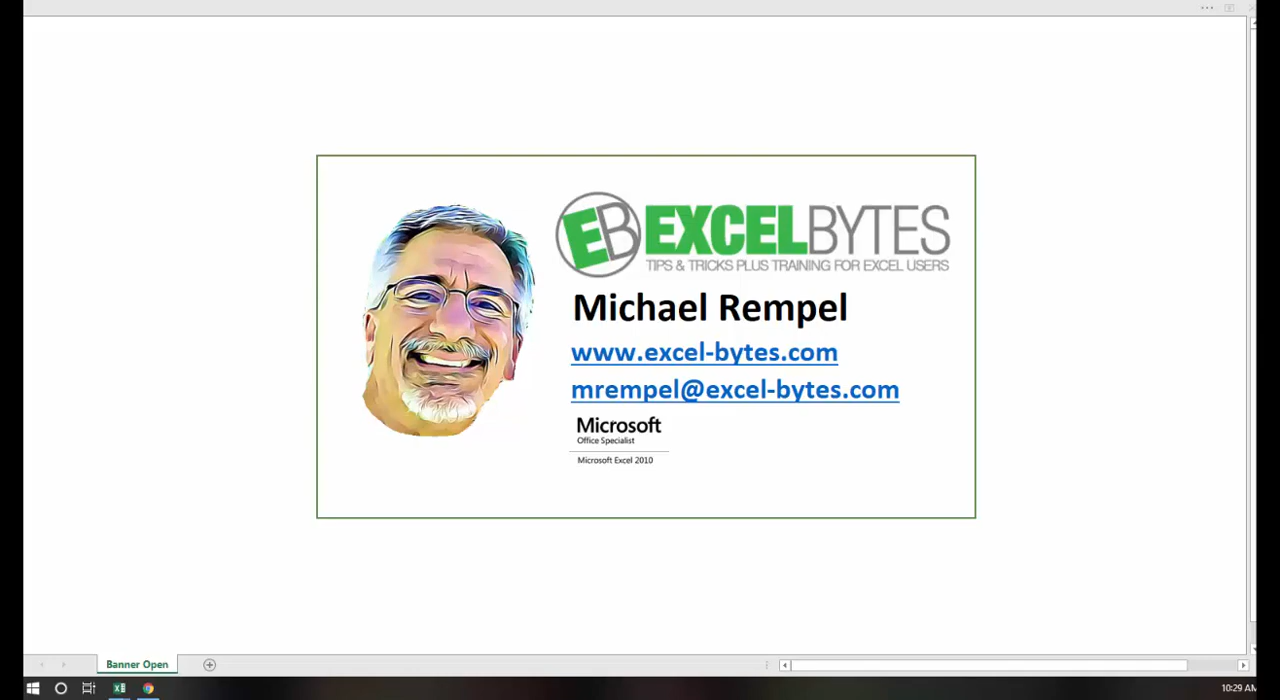 EB EXCELBYTES
TIPS & TRICKS PLUS TRAINING FOR EXCEL USERS
Michael Rempel
www.excel-bytes.com
mrempel@excel-bytes.com
Microsoft
Office Specialist
Microsoft Excel 2010
Banner Open
10:29 AM